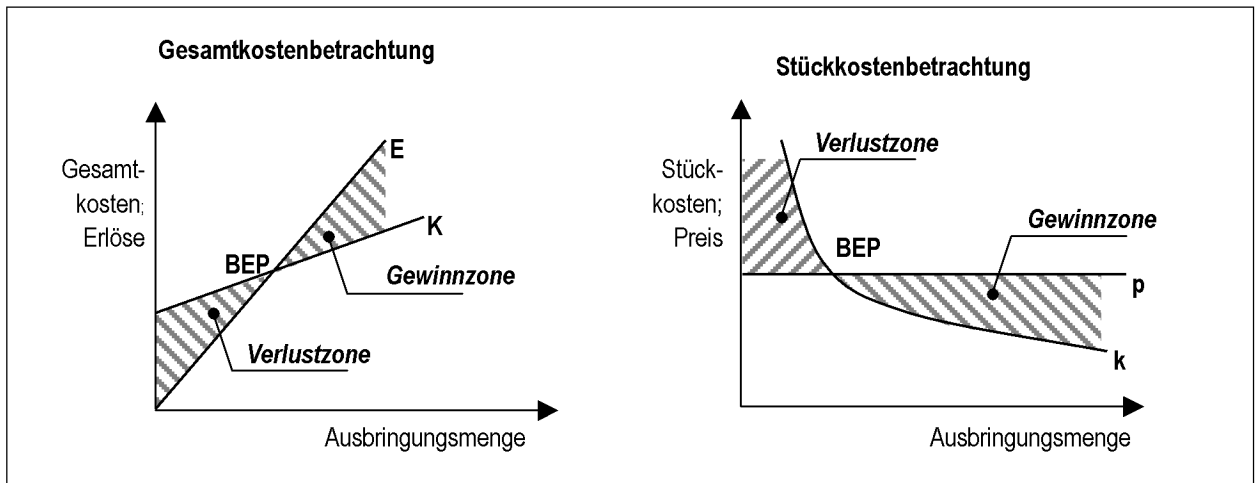 Gesamtkostenbetrachtung
Gesamt-
kosten;
Erlöse
E
K
BEP
Gewinnzone
Verlustzone
Ausbringungsmenge
Stückkostenbetrachtung
Stück-
kosten;
Preis
Verlustzone
BEP
Gewinnzone
p
k
Ausbringungsmenge